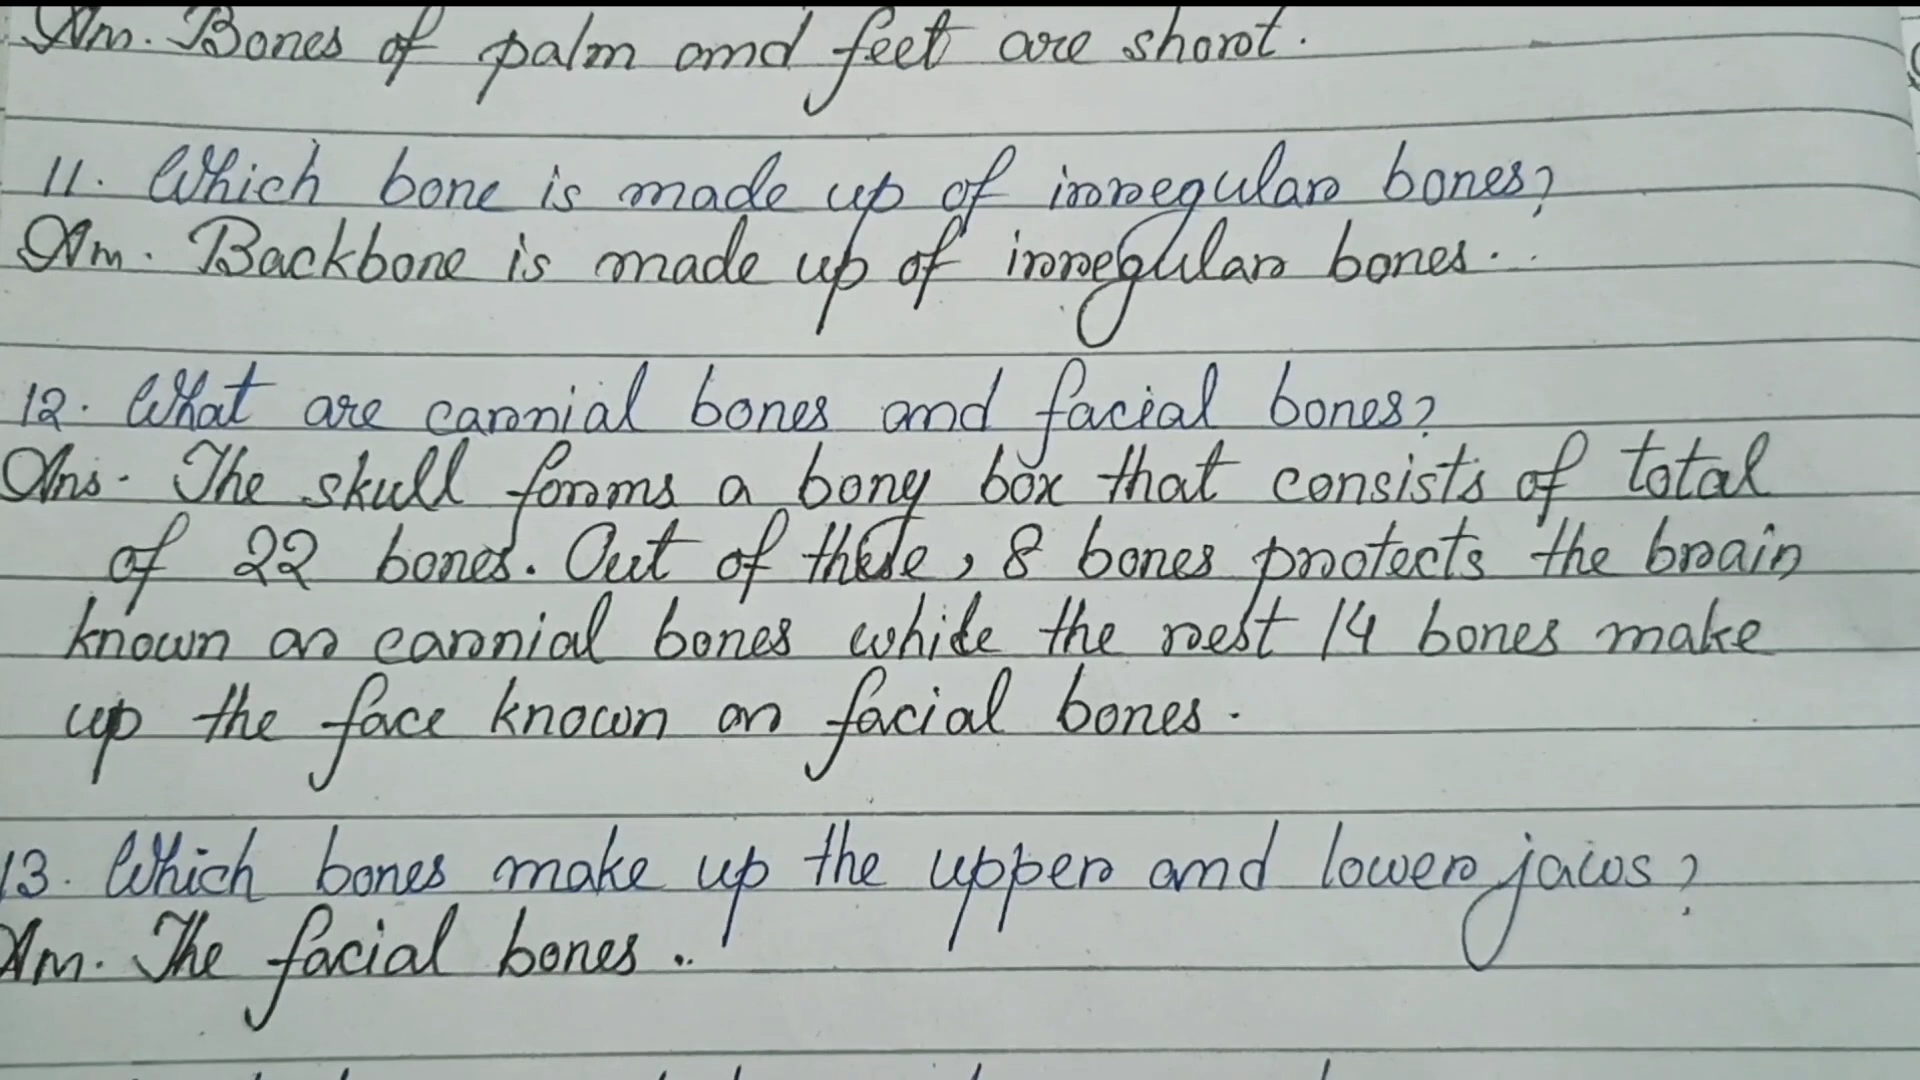 Ans. Bones of palm and feet are short.
11. Which bone is made up of irregular bones?
Ans. Backbone is made up of irregular bones.
12. What are carnial bones and facial bones?
Ans. The skull forms a bony box that consists of total
of 22 bones. Out of these, 8 bones protects the brain
known as carnial bones while the rest 14 bones make
up the face known as facial bones.
13. Which bones make up the upper and lower jaws?
Ans. The facial bones.